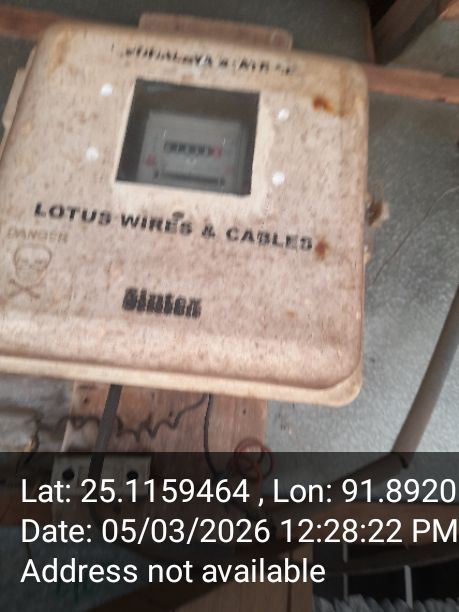 LOTUS WIRES & CABLES
DANGER
Sintex
Lat: 25.1159464 , Lon: 91.8920
Date: 05/03/2026 12:28:22 PM
Address not available